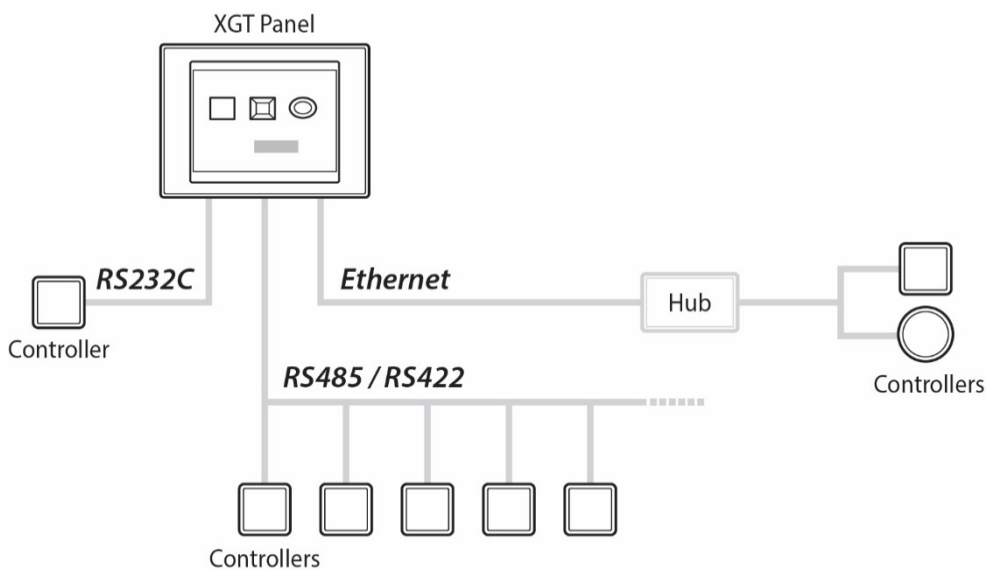 XGT Panel
RS232C
Ethernet
Hub
Controller
Controllers
RS485 / RS422
Controllers